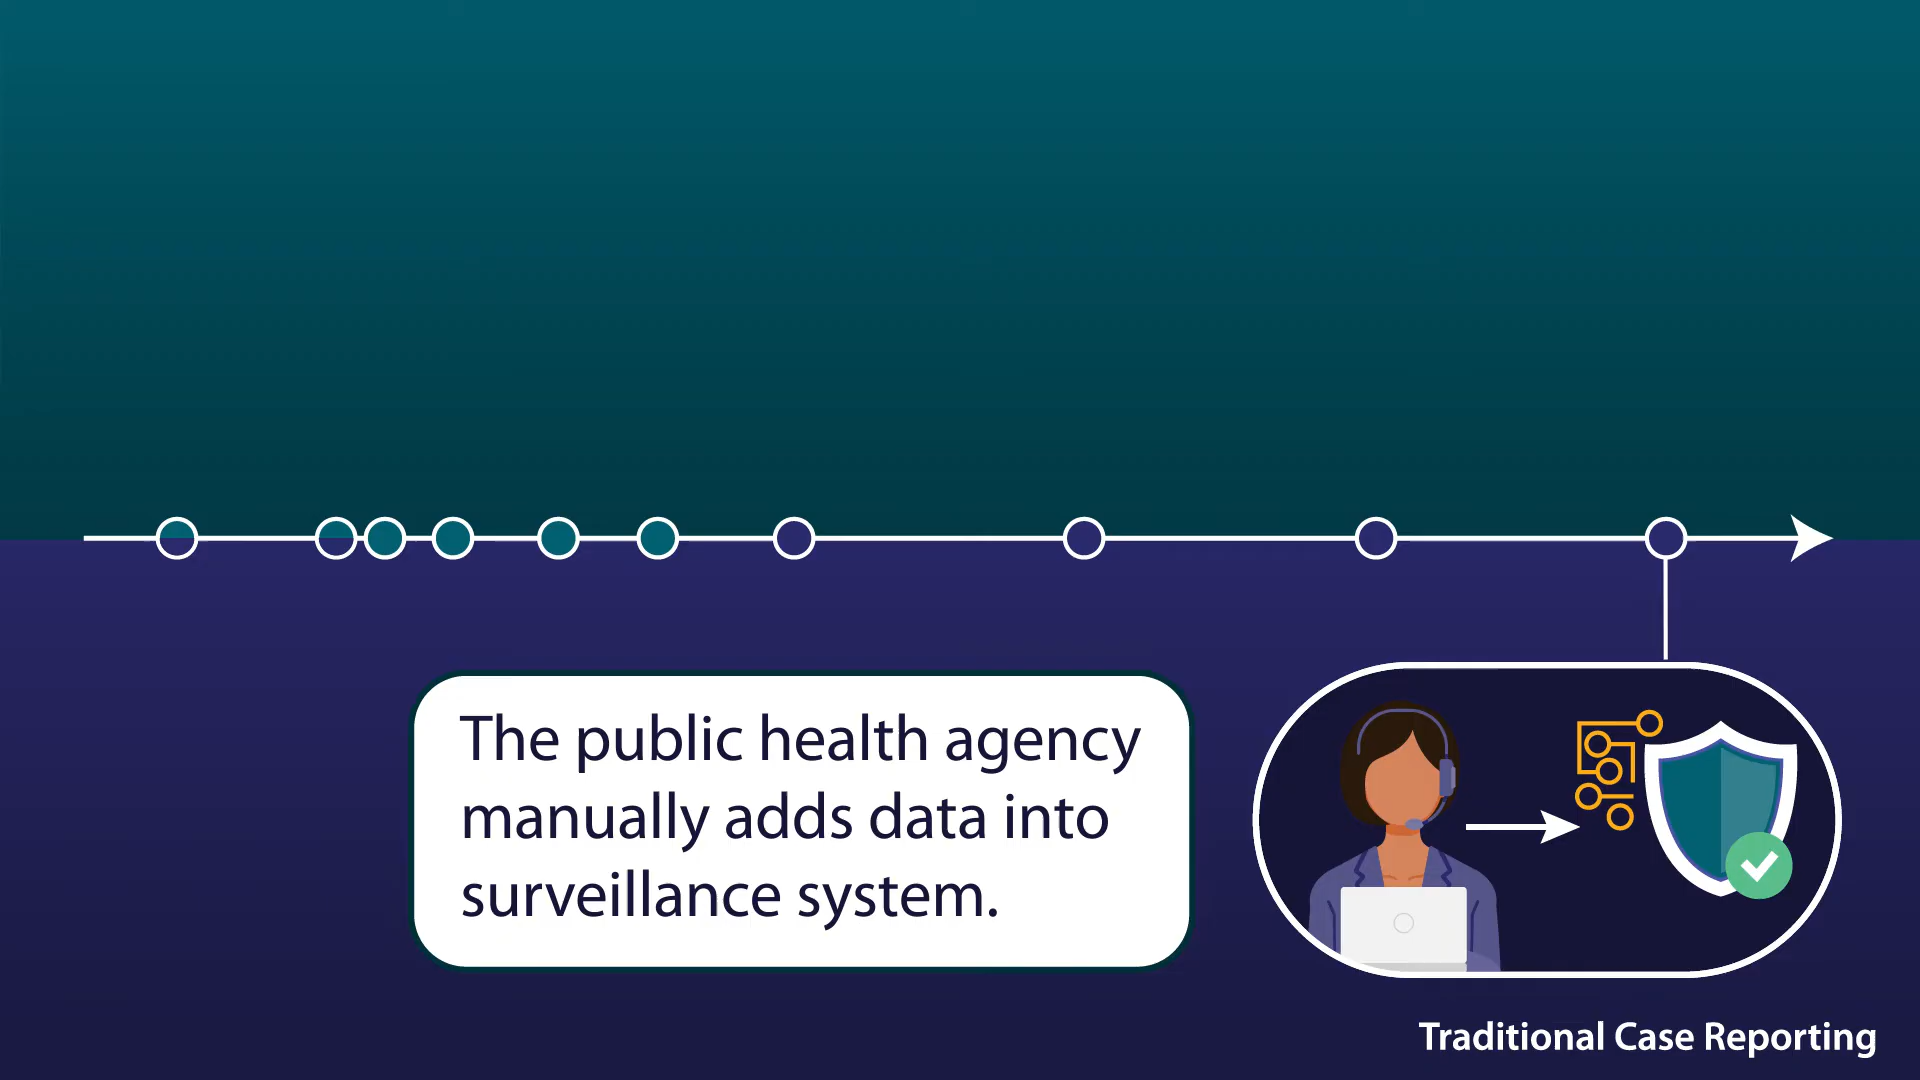 The public health agency
manually adds data into
surveillance system.
Traditional Case Reporting